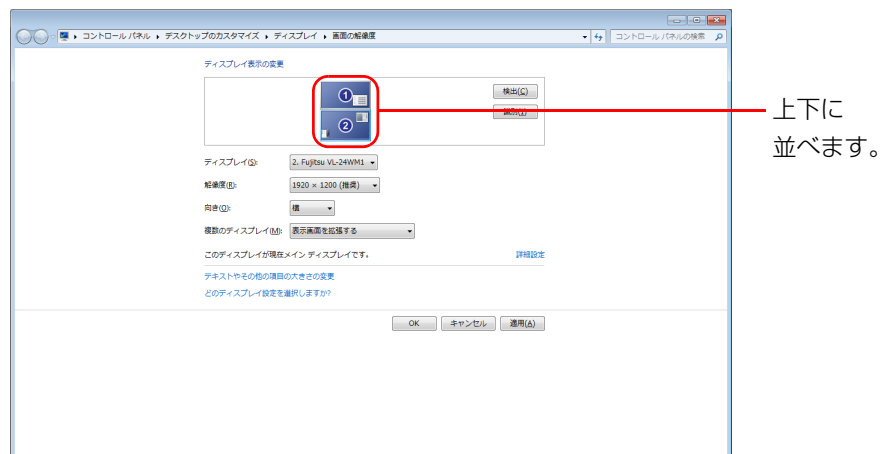 コントロール パネル ▸ デスクトップのカスタマイズ ▸ ディスプレイ ▸ 画面の解像度
コントロール パネルの検索
ディスプレイ表示の変更
1
検出(C)
2
識別(I)
上下に
並べます。
ディスプレイ(S): 2. Fujitsu VL-24WM1
解像度(R): 1920 × 1200 (推奨)
向き(O): 横
複数のディスプレイ(M): 表示画面を拡張する
このディスプレイが現在メイン ディスプレイです。 詳細設定
テキストやその他の項目の大きさの変更
どのディスプレイ設定を選択しますか?
OK キャンセル 適用(A)